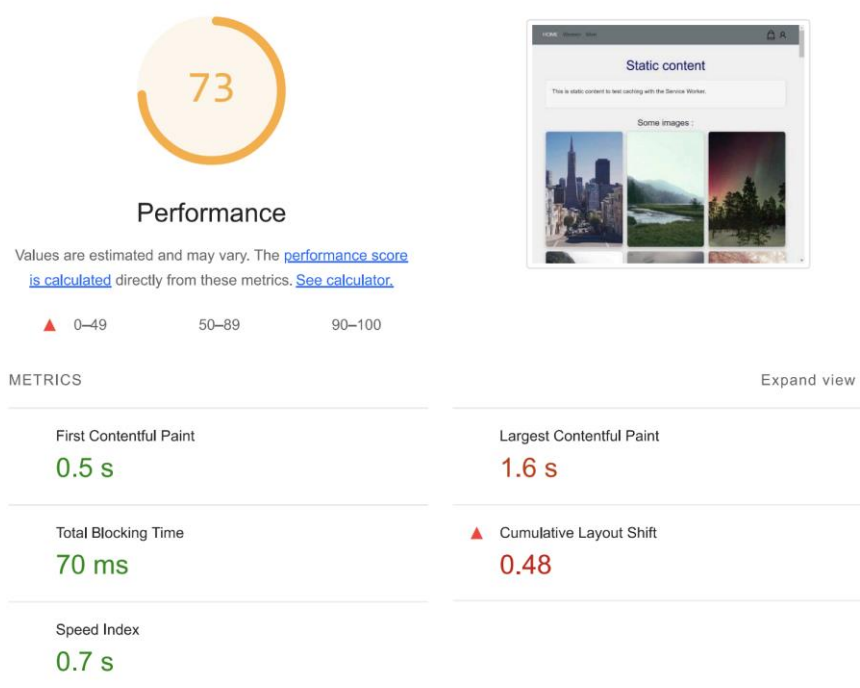 73
Performance
Values are estimated and may vary. The performance score
is calculated directly from these metrics. See calculator.
0–49 50–89 90–100
HOME
Static content
This is static content to test caching with the Service Worker.
Some images :
METRICS
Expand view
First Contentful Paint
0.5 s
Largest Contentful Paint
1.6 s
Total Blocking Time
70 ms
Cumulative Layout Shift
0.48
Speed Index
0.7 s